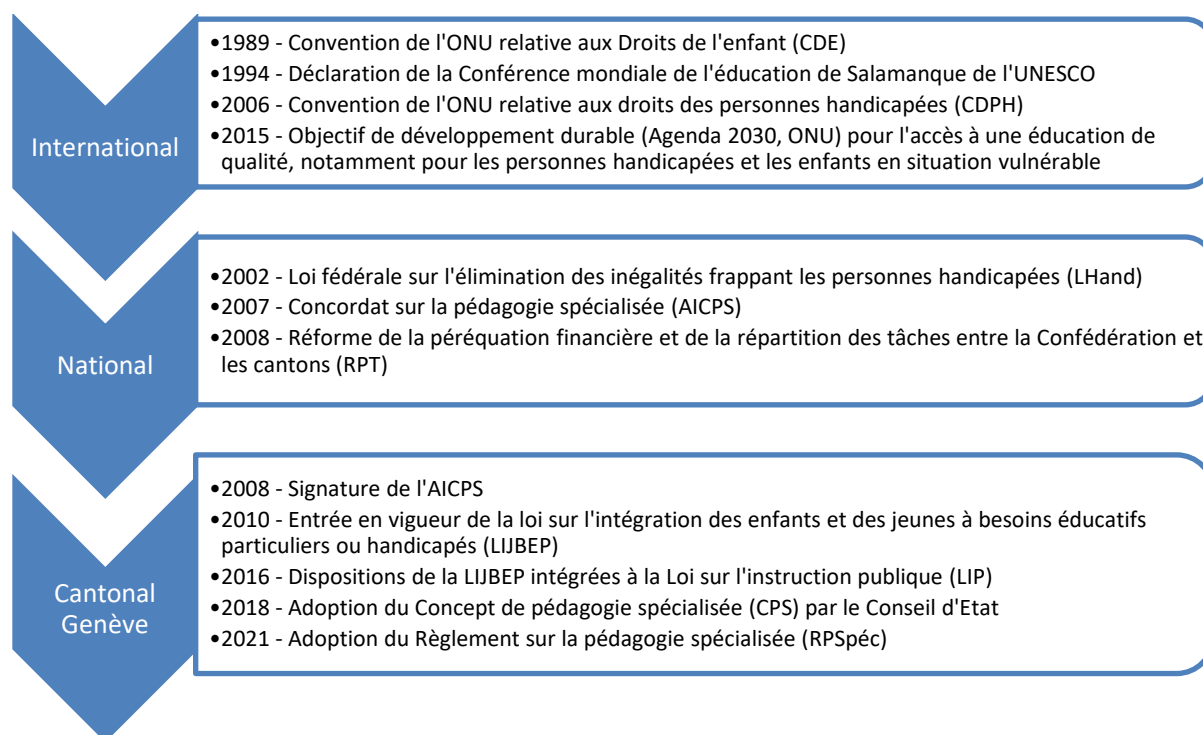 International
•1989 - Convention de l'ONU relative aux Droits de l'enfant (CDE)
•1994 - Déclaration de la Conférence mondiale de l'éducation de Salamanque de l'UNESCO
•2006 - Convention de l'ONU relative aux droits des personnes handicapées (CDPH)
•2015 - Objectif de développement durable (Agenda 2030, ONU) pour l'accès à une éducation de
qualité, notamment pour les personnes handicapées et les enfants en situation vulnérable
National
•2002 - Loi fédérale sur l'élimination des inégalités frappant les personnes handicapées (LHand)
•2007 - Concordat sur la pédagogie spécialisée (AICPS)
•2008 - Réforme de la péréquation financière et de la répartition des tâches entre la Confédération et
les cantons (RPT)
Cantonal
Genève
•2008 - Signature de l'AICPS
•2010 - Entrée en vigueur de la loi sur l'intégration des enfants et des jeunes à besoins éducatifs
particuliers ou handicapés (LIJBEP)
•2016 - Dispositions de la LIJBEP intégrées à la Loi sur l'instruction publique (LIP)
•2018 - Adoption du Concept de pédagogie spécialisée (CPS) par le Conseil d'Etat
•2021 - Adoption du Règlement sur la pédagogie spécialisée (RPSpéc)